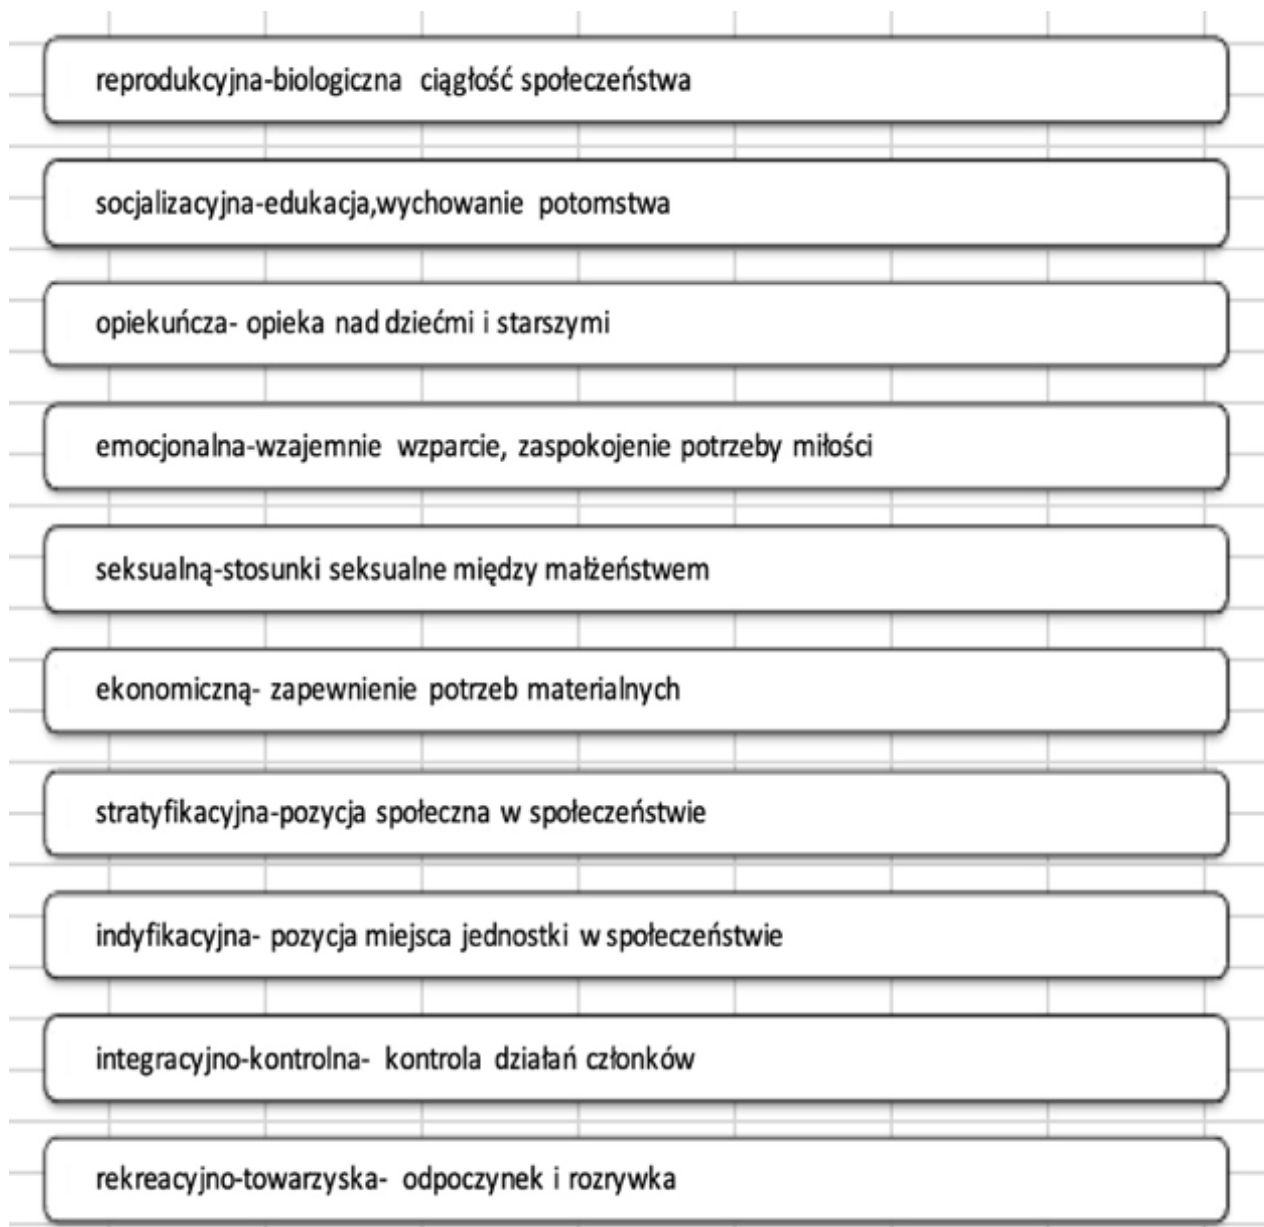 reprodukcyjna-biologiczna ciągłość społeczeństwa
socjalizacyjna-edukacja,wychowanie potomstwa
opiekuńcza- opieka nad dziećmi i starszymi
emocjonalna-wzajemnie wzparcie, zaspokojenie potrzeby miłości
seksualną-stosunki seksualne między małżeństwem
ekonomiczną- zapewnienie potrzeb materialnych
stratyfikacyjna-pozycja społeczna w społeczeństwie
indyfikacyjna- pozycja miejsca jednostki w społeczeństwie
integracyjno-kontrolna- kontrola działań członków
rekreacyjno-towarzyska- odpoczynek i rozrywka